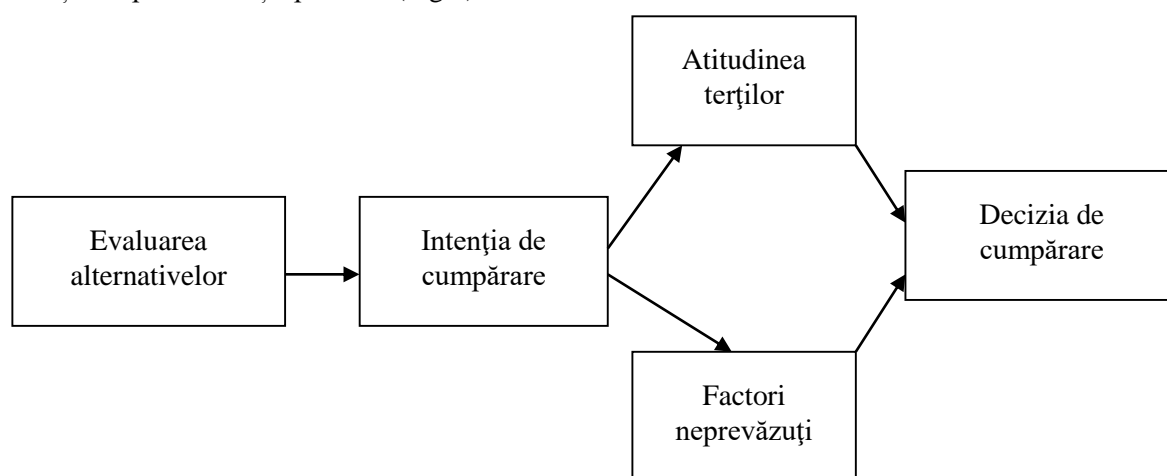 Evaluarea
alternativelor
Intenţia de
cumpărare
Atitudinea
terţilor
Factori
neprevăzuţi
Decizia de
cumpărare